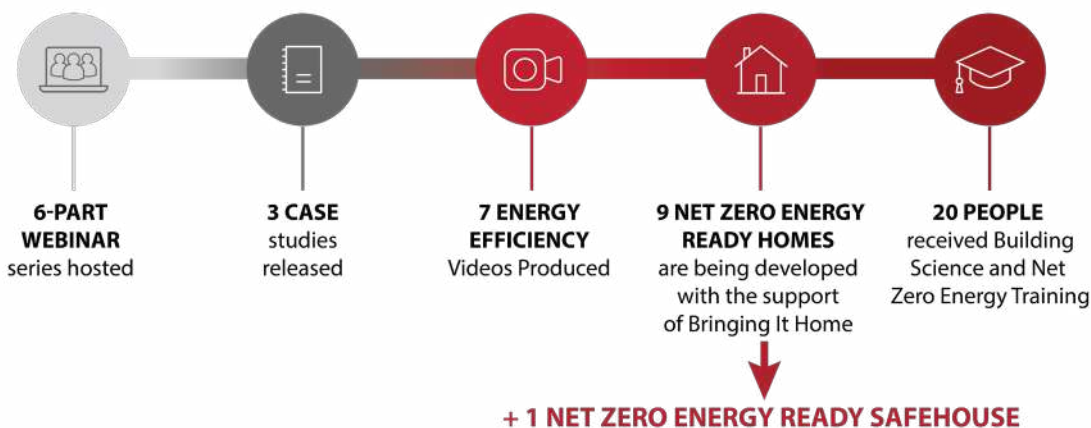 6-PART
WEBINAR
series hosted
3 CASE
studies
released
7 ENERGY
EFFICIENCY
Videos Produced
9 NET ZERO ENERGY
READY HOMES
are being developed
with the support
of Bringing It Home
20 PEOPLE
received Building
Science and Net
Zero Energy Training
+ 1 NET ZERO ENERGY READY SAFEHOUSE